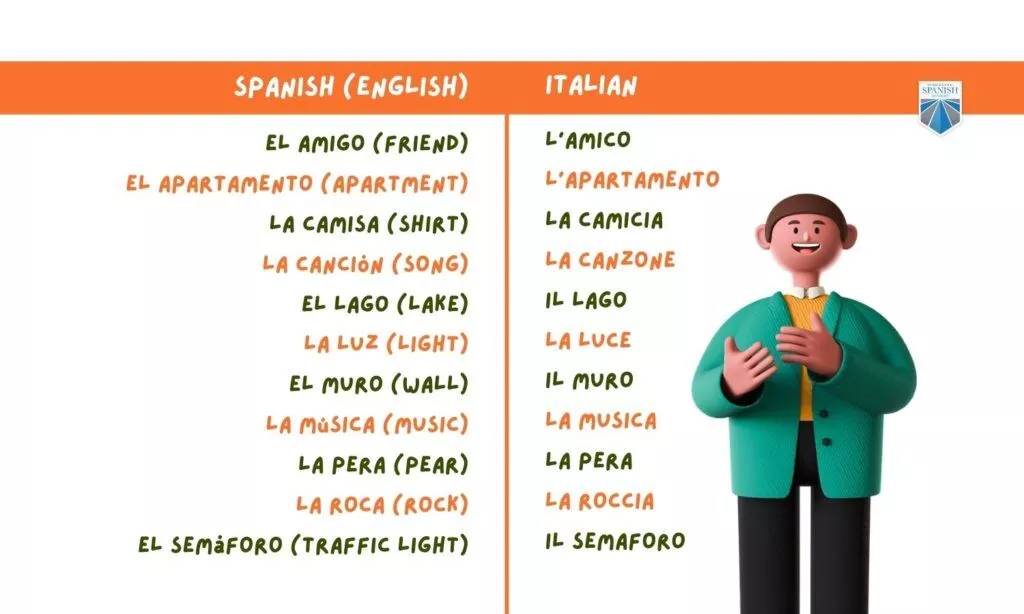 SPANISH (ENGLISH) ITALIAN
SPANISH
EL AMIGO (FRIEND) L'AMICO
EL APARTAMENTO (APARTMENT) L'APARTAMENTO
LA CAMISA (SHIRT) LA CAMICIA
LA CANCIÓN (SONG) LA CANZONE
EL LAGO (LAKE) IL LAGO
LA LUZ (LIGHT) LA LUCE
EL MURO (WALL) IL MURO
LA MÚSICA (MUSIC) LA MUSICA
LA PERA (PEAR) LA PERA
LA ROCA (ROCK) LA ROCCIA
EL SEMÁFORO (TRAFFIC LIGHT) IL SEMAFORO